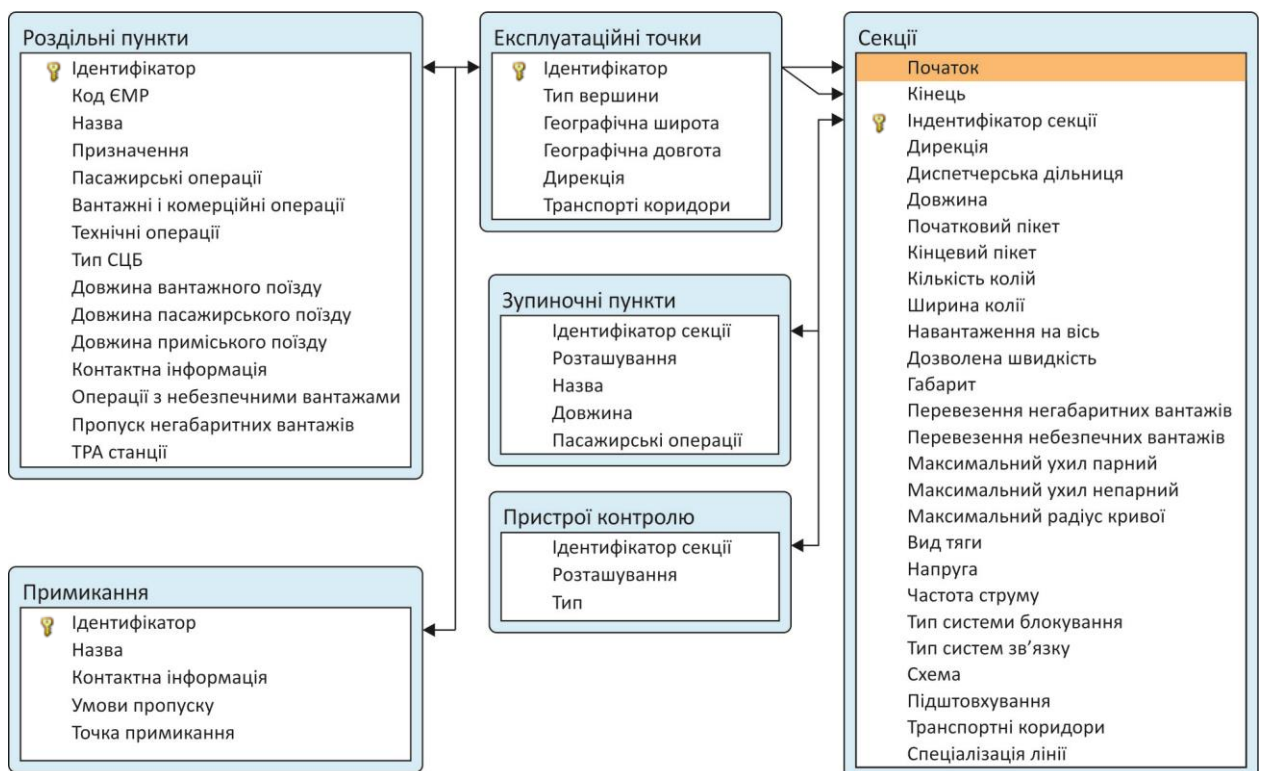 Роздільні пункти
Ідентифікатор
Код ЄМР
Назва
Призначення
Пасажирські операції
Вантажні і комерційні операції
Технічні операції
Тип СЦБ
Довжина вантажного поїзду
Довжина пасажирського поїзду
Довжина приміського поїзду
Контактна інформація
Операції з небезпечними вантажами
Пропуск негабаритних вантажів
ТРА станції
Примикання
Ідентифікатор
Назва
Контактна інформація
Умови пропуску
Точка примикання
Експлуатаційні точки
Ідентифікатор
Тип вершини
Географічна широта
Географічна довгота
Дирекція
Транспорті коридори
Зупиночні пункти
Ідентифікатор секції
Розташування
Назва
Довжина
Пасажирські операції
Пристрої контролю
Ідентифікатор секції
Розташування
Тип
Секції
Початок
Кінець
Індентифікатор секції
Дирекція
Диспетчерська дільниця
Довжина
Початковий пікет
Кінцевий пікет
Кількість колій
Ширина колії
Навантаження на вісь
Дозволена швидкість
Габарит
Перевезення негабаритних вантажів
Перевезення небезпечних вантажів
Максимальний ухил парний
Максимальний ухил непарний
Максимальний радіус кривої
Вид тяги
Напруга
Частота струму
Тип системи блокування
Тип систем зв’язку
Схема
Підштовхування
Транспортні коридори
Спеціалізація лінії